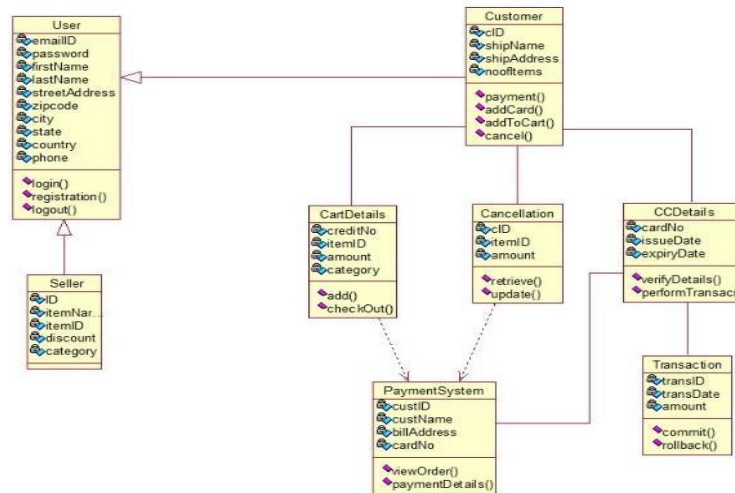 User
emailID
password
firstName
lastName
streetAddress
zipcode
city
state
country
phone
login()
registration()
logout()
Customer
cID
shipName
shipAddress
noofItems
payment()
addCard()
addToCart()
cancel()
CartDetails
creditNo
itemID
amount
category
add()
checkOut()
Cancellation
cID
itemID
amount
retrieve()
update()
CCDetails
cardNo
issueDate
expiryDate
verifyDetails()
performTransac
Seller
ID
itemNar...
itemID
discount
category
PaymentSystem
custID
custName
billAddress
cardNo
viewOrder()
paymentDetails()
Transaction
transID
transDate
amount
commit()
rollback()